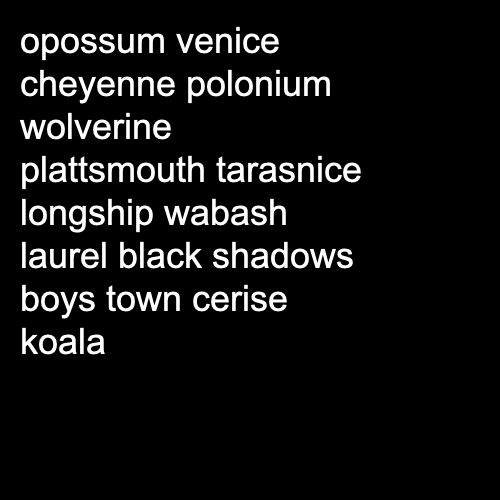 opossum venice
cheyenne polonium
wolverine
plattsmouth tarasnice
longship wabash
laurel black shadows
boys town cerise
koala